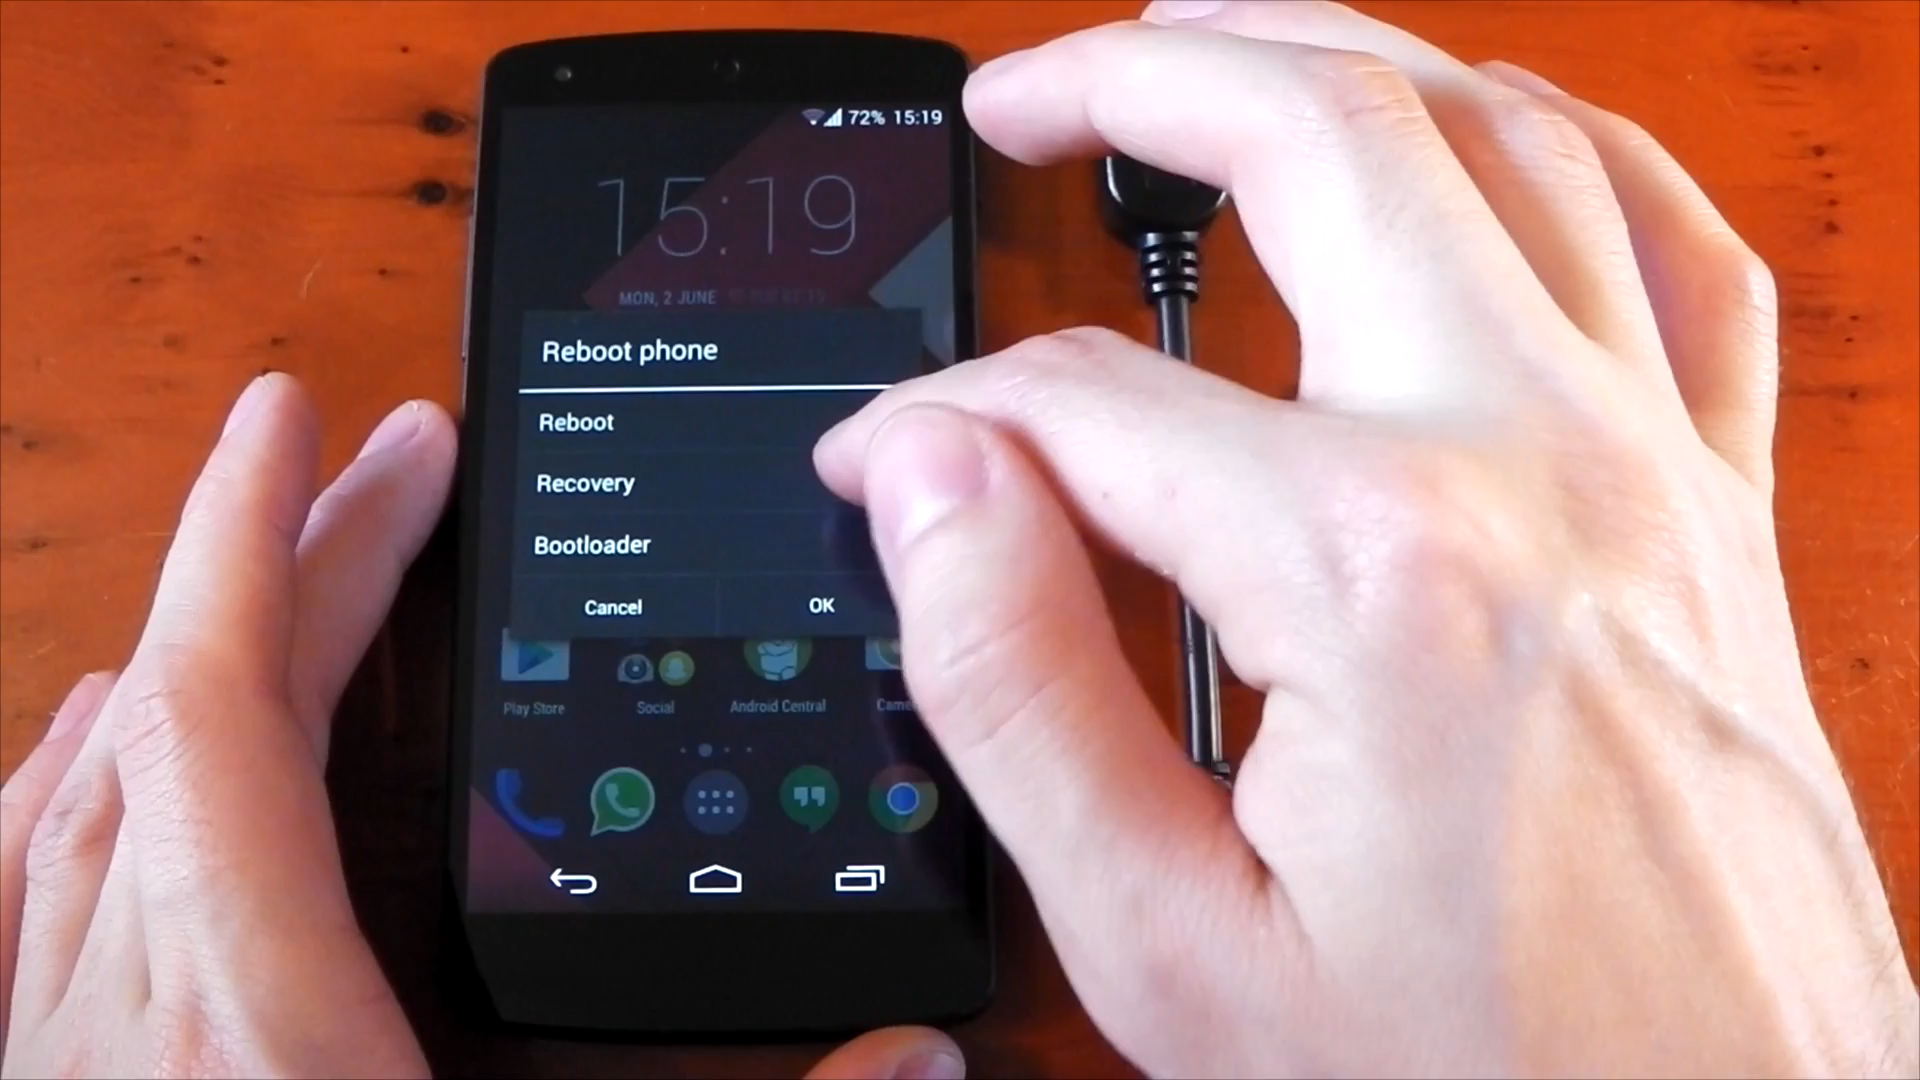 72% 15:19
15:19
MON, 2 JUNE
Reboot phone
Reboot
Recovery
Bootloader
Cancel OK
Play Store Social Android Central